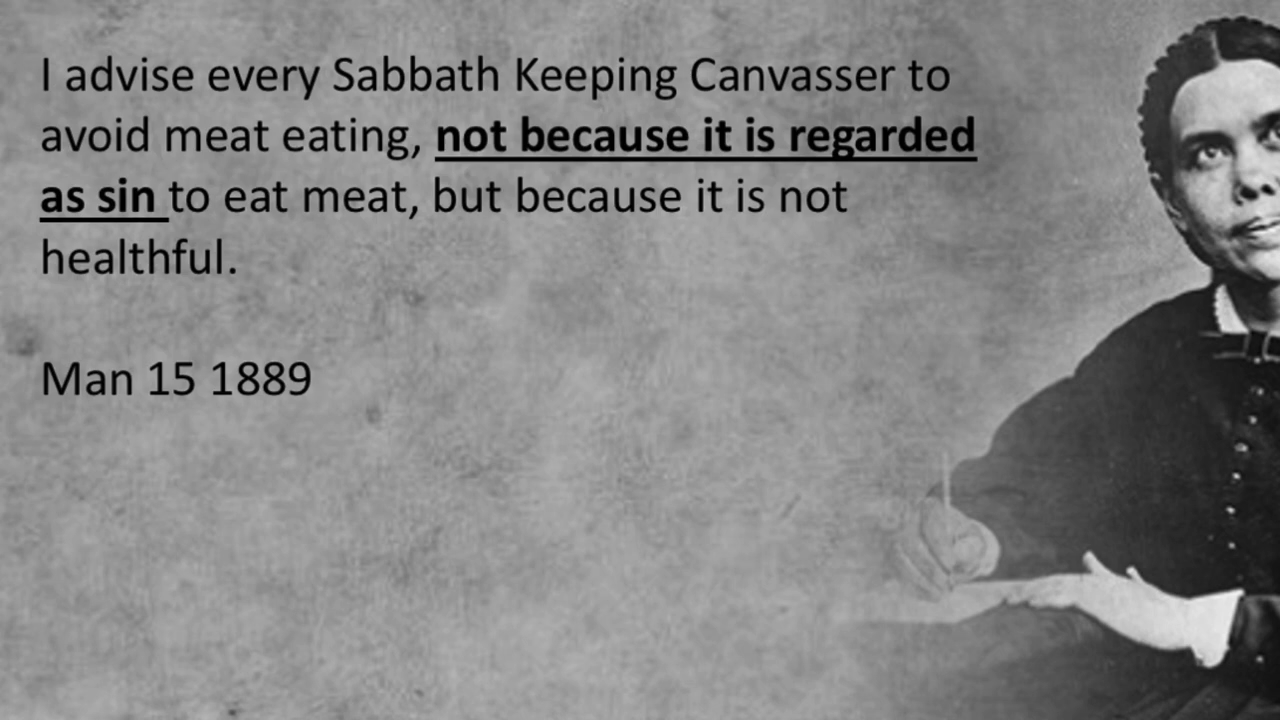 I advise every Sabbath Keeping Canvasser to
avoid meat eating, not because it is regarded
as sin to eat meat, but because it is not
healthful.
Man 15 1889